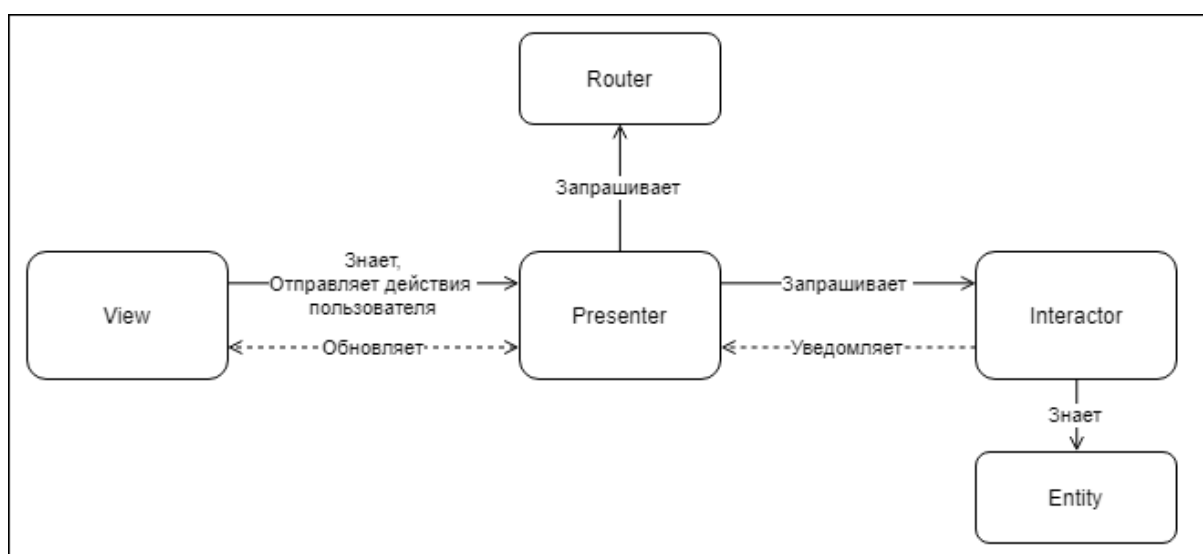 Router
Запрашивает
Знает,
Отправляет действия
пользователя
View
Presenter
Запрашивает
Interactor
Обновляет
Уведомляет
Знает
Entity